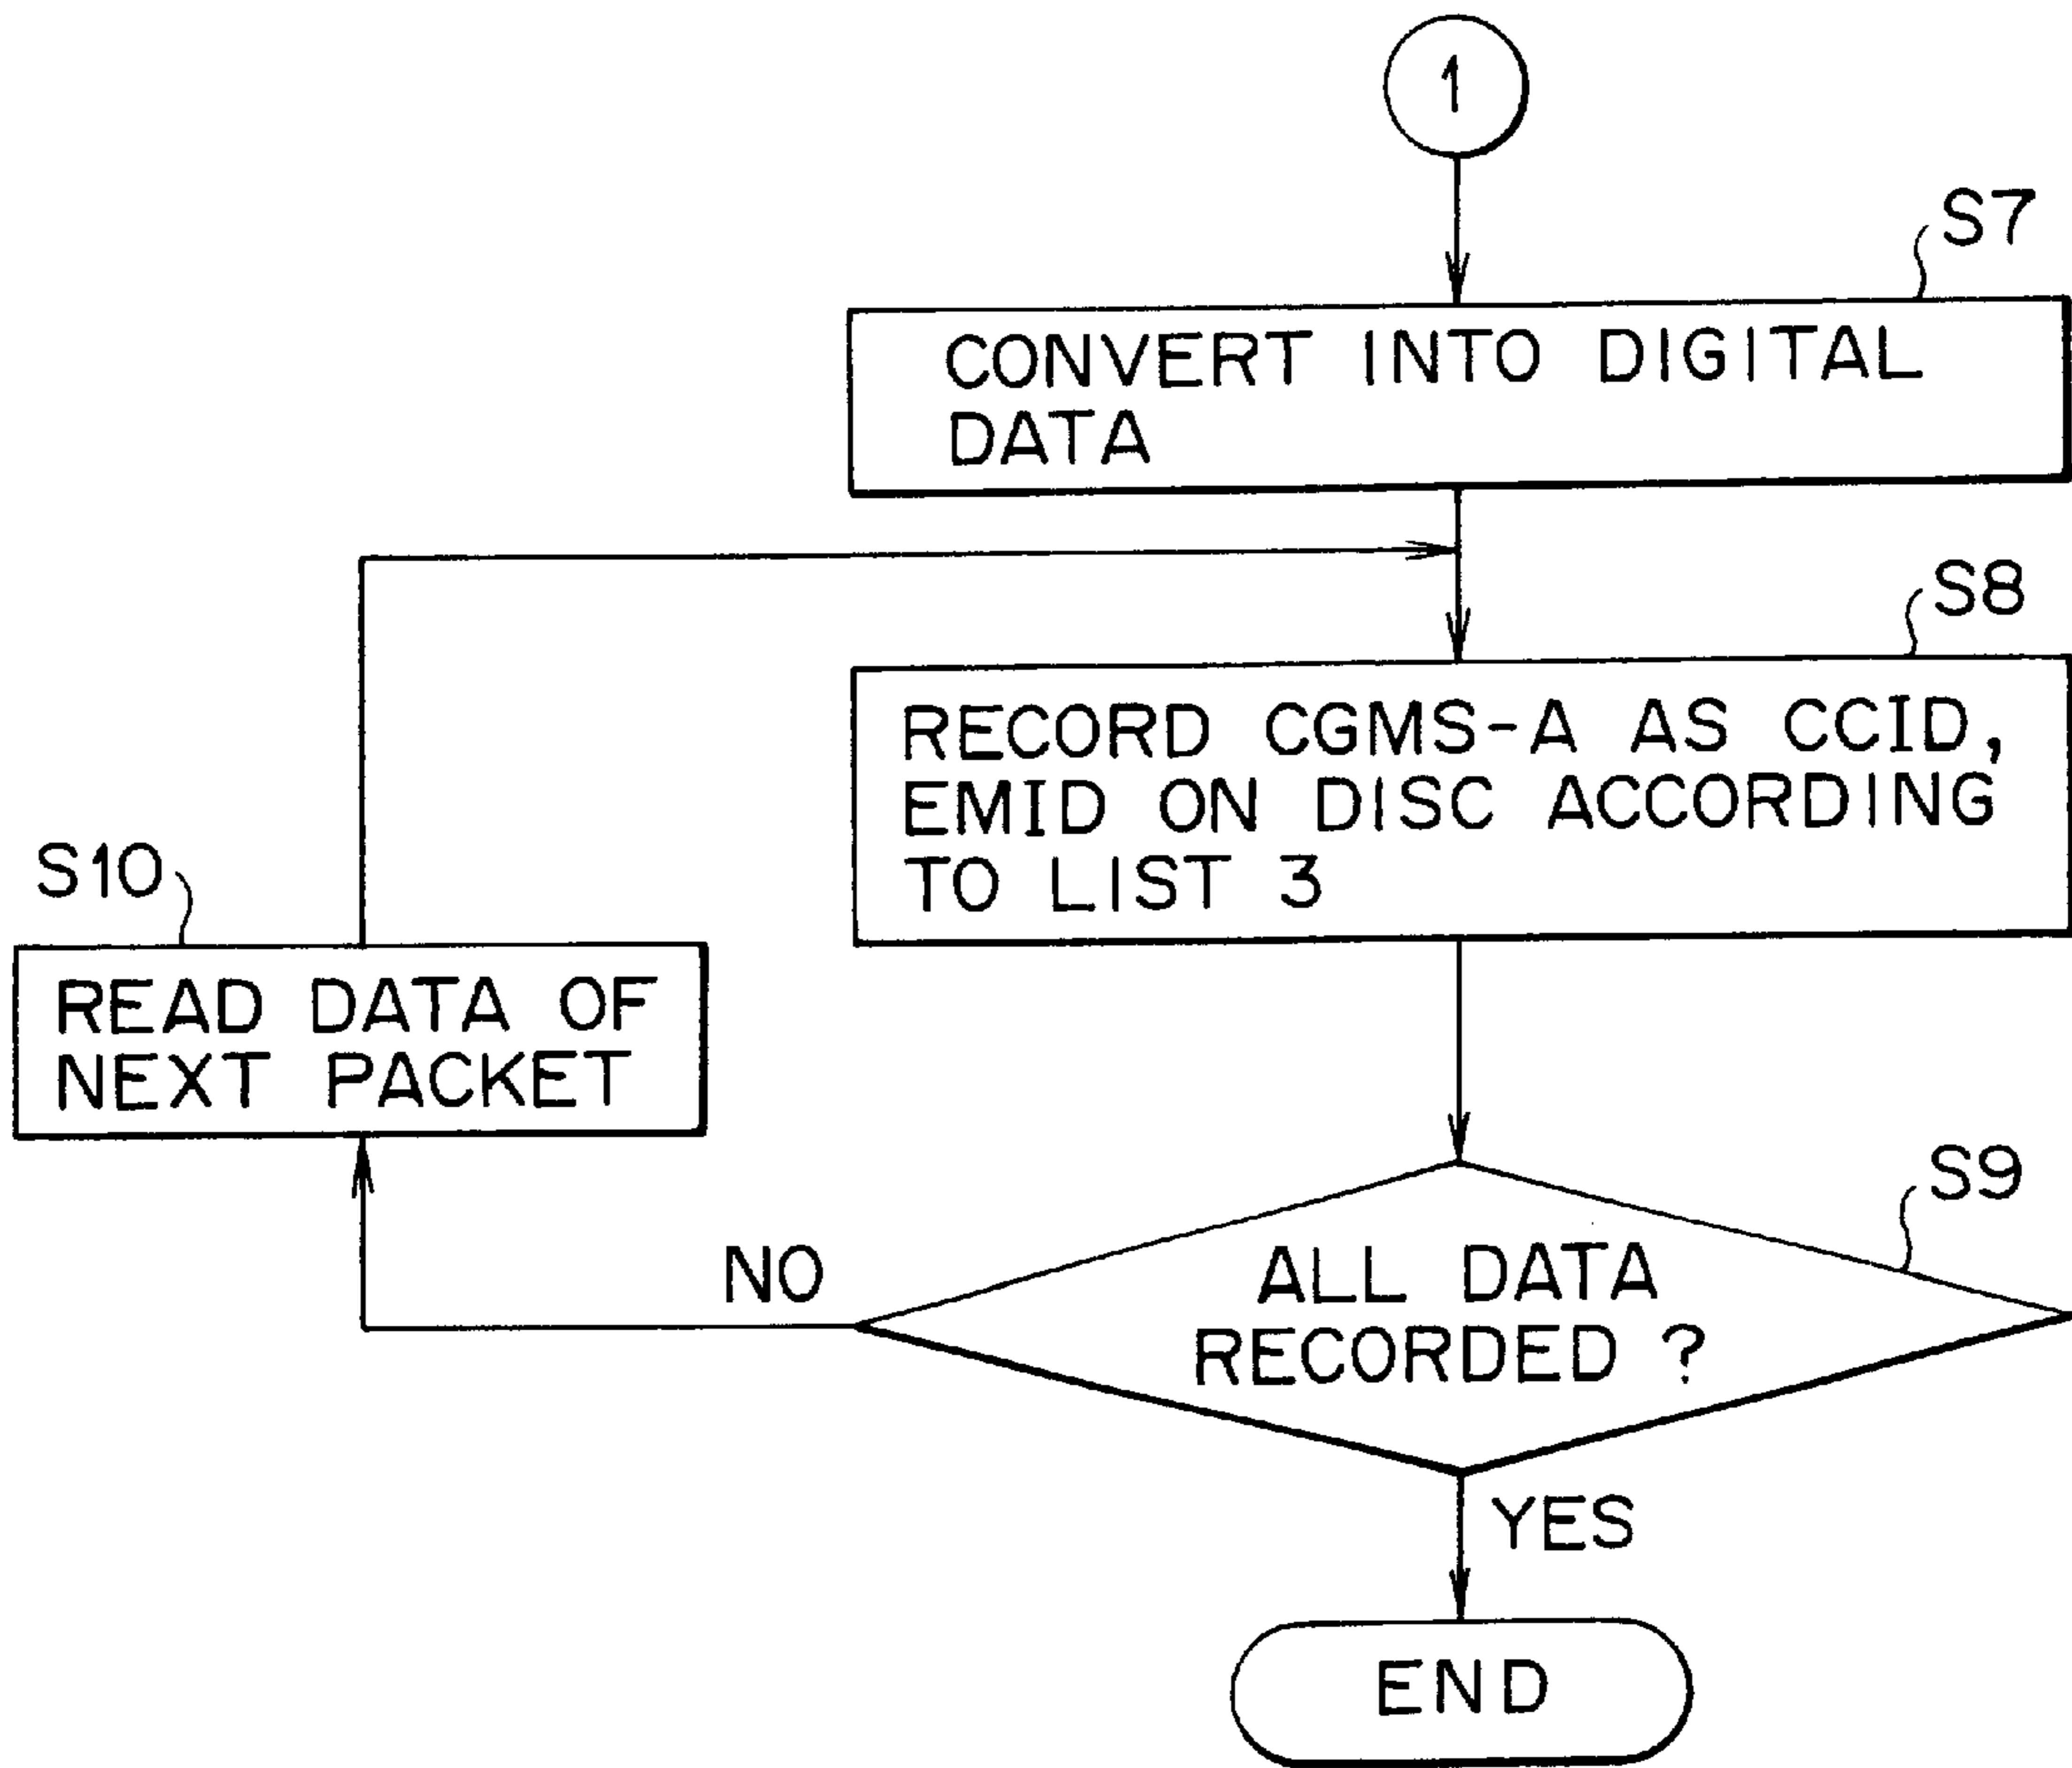 1
S7
CONVERT INTO DIGITAL
DATA
S8
RECORD CGMS-A AS CCID,
EMID ON DISC ACCORDING
TO LIST 3
S10
READ DATA OF
NEXT PACKET
S9
NO
ALL DATA
RECORDED ?
YES
END